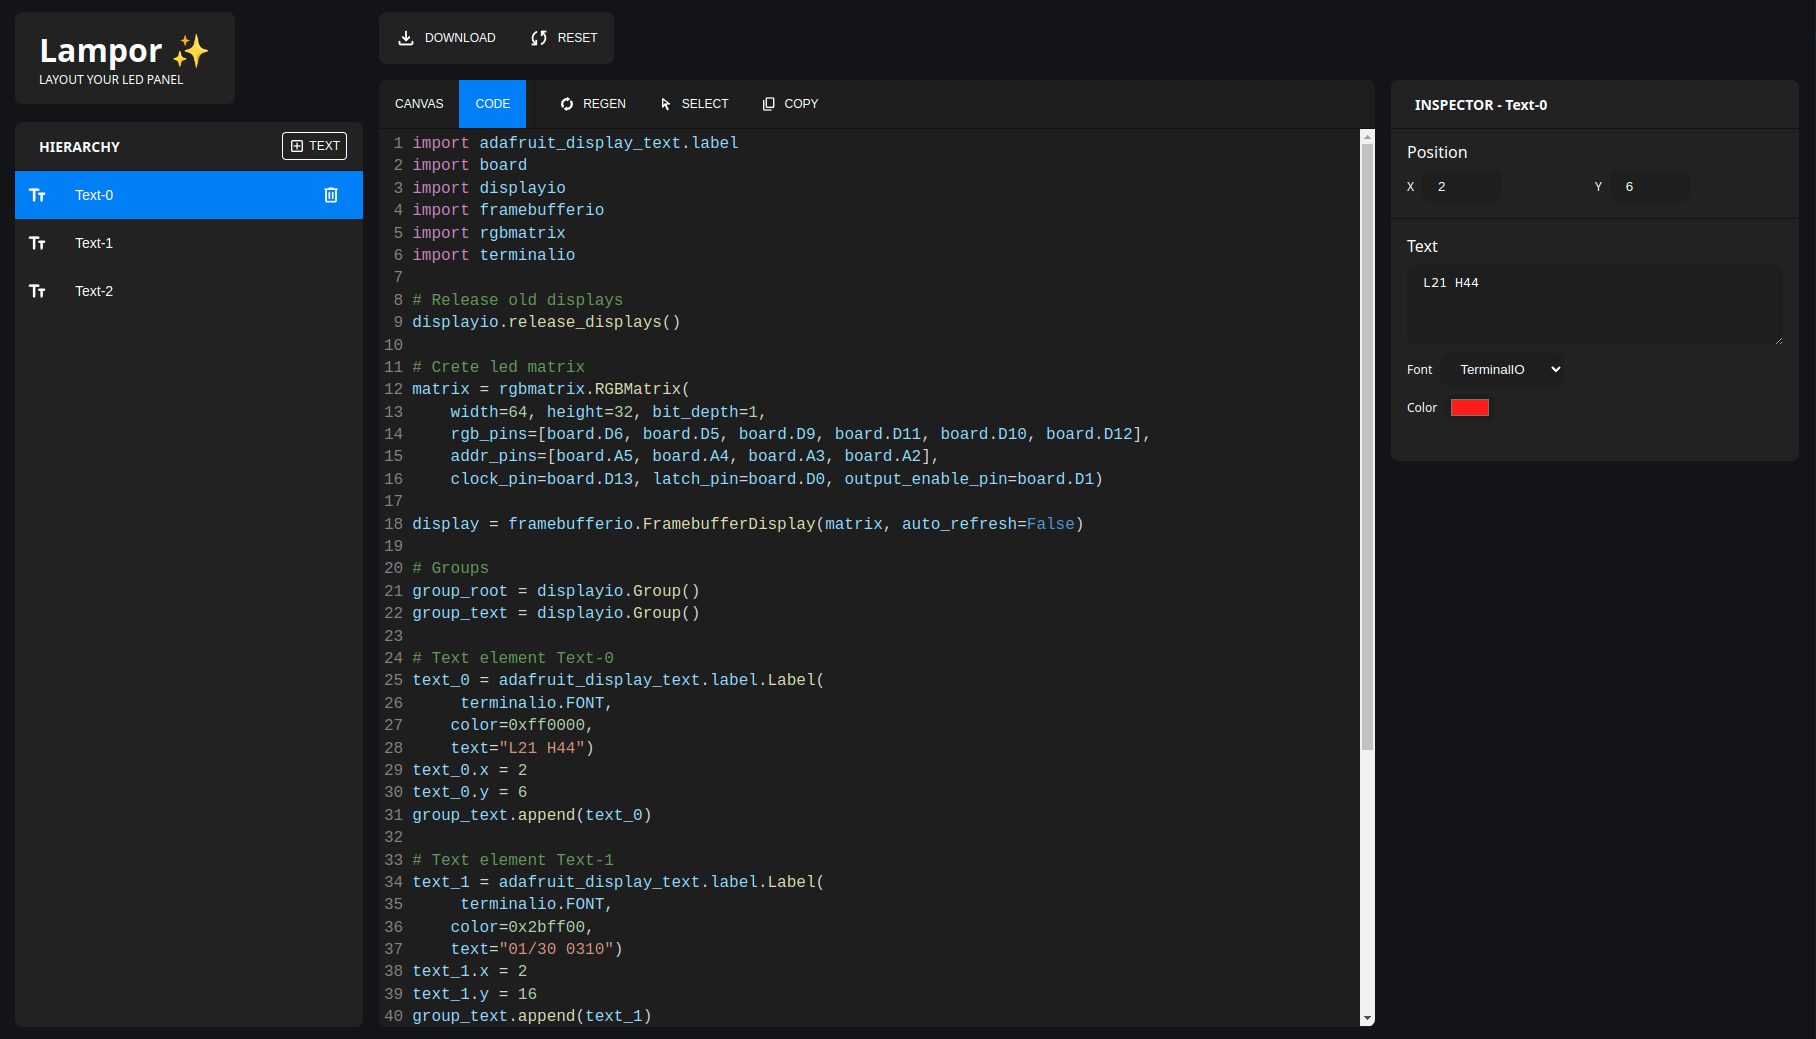 Lampor ✨
LAYOUT YOUR LED PANEL
DOWNLOAD RESET
HIERARCHY TEXT
Text-0
Text-1
Text-2
CANVAS CODE REGEN SELECT COPY
1 import adafruit_display_text.label
2 import board
3 import displayio
4 import framebufferio
5 import rgbmatrix
6 import terminalio
7
8 # Release old displays
9 displayio.release_displays()
10
11 # Crete led matrix
12 matrix = rgbmatrix.RGBMatrix(
13     width=64, height=32, bit_depth=1,
14     rgb_pins=[board.D6, board.D5, board.D9, board.D11, board.D10, board.D12],
15     addr_pins=[board.A5, board.A4, board.A3, board.A2],
16     clock_pin=board.D13, latch_pin=board.D0, output_enable_pin=board.D1)
17
18 display = framebufferio.FramebufferDisplay(matrix, auto_refresh=False)
19
20 # Groups
21 group_root = displayio.Group()
22 group_text = displayio.Group()
23
24 # Text element Text-0
25 text_0 = adafruit_display_text.label.Label(
26      terminalio.FONT,
27     color=0xff0000,
28     text="L21 H44")
29 text_0.x = 2
30 text_0.y = 6
31 group_text.append(text_0)
32
33 # Text element Text-1
34 text_1 = adafruit_display_text.label.Label(
35      terminalio.FONT,
36     color=0x2bff00,
37     text="01/30 0310")
38 text_1.x = 2
39 text_1.y = 16
40 group_text.append(text_1)
INSPECTOR - Text-0
Position
X 2 Y 6
Text
L21 H44
Font TerminalIO
Color